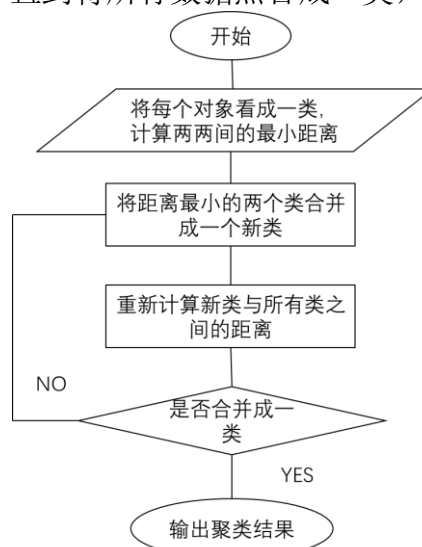 开始
将每个对象看成一类，
计算两两间的最小距离
将距离最小的两个类合并
成一个新类
重新计算新类与所有类之
间的距离
NO
是否合并成一
类
YES
输出聚类结果